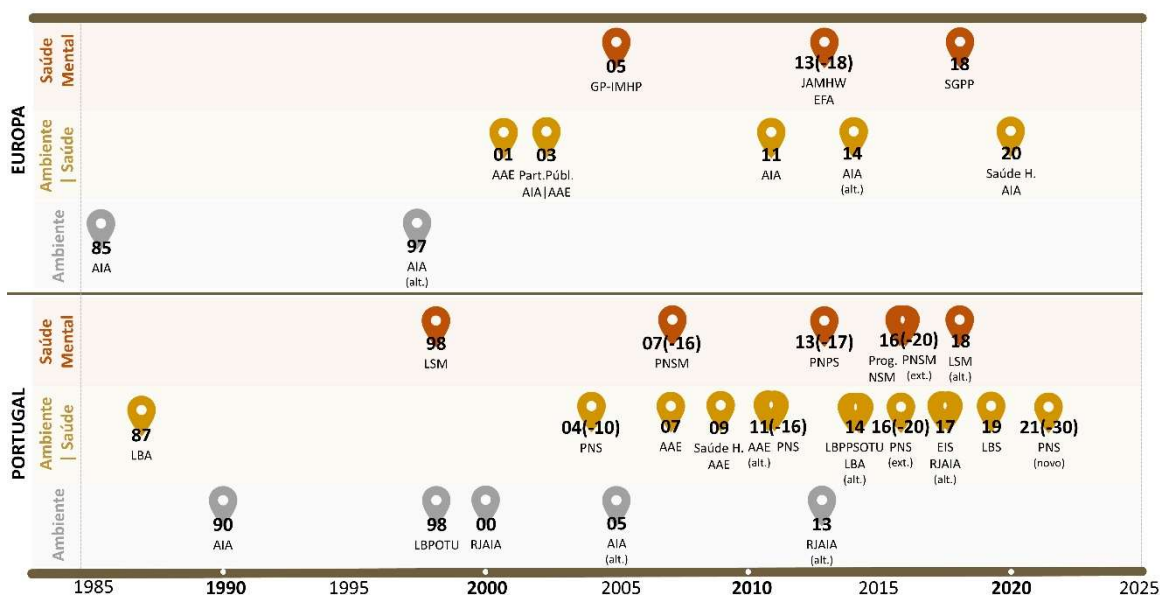 EUROPA
Saúde
Mental
05
GP-IMHP
13(-18)
JAMHW
EFA
18
SGPP
Ambiente
| Saúde
01
AAE
03
Part.Públ.
AIA|AAE
11
AIA
14
AIA
(alt.)
20
Saúde H.
AIA
Ambiente
85
AIA
97
AIA
(alt.)
PORTUGAL
Saúde
Mental
98
LSM
07(-16)
PNSM
13(-17)
PNPS
16(-20)
Prog. PNSM
NSM (ext.)
18
LSM
(alt.)
Ambiente
| Saúde
87
LBA
04(-10)
PNS
07
AAE
09
Saúde H.
AAE
11(-16)
AAE PNS
(alt.)
14
LBPPSOTU
LBA
(alt.)
16(-20)
PNS
(ext.)
17
EIS
RJAIA
(alt.)
19
LBS
21(-30)
PNS
(novo)
Ambiente
90
AIA
98
LBPOTU
00
RJAIA
05
AIA
(alt.)
13
RJAIA
(alt.)
1985 1990 1995 2000 2005 2010 2015 2020 2025